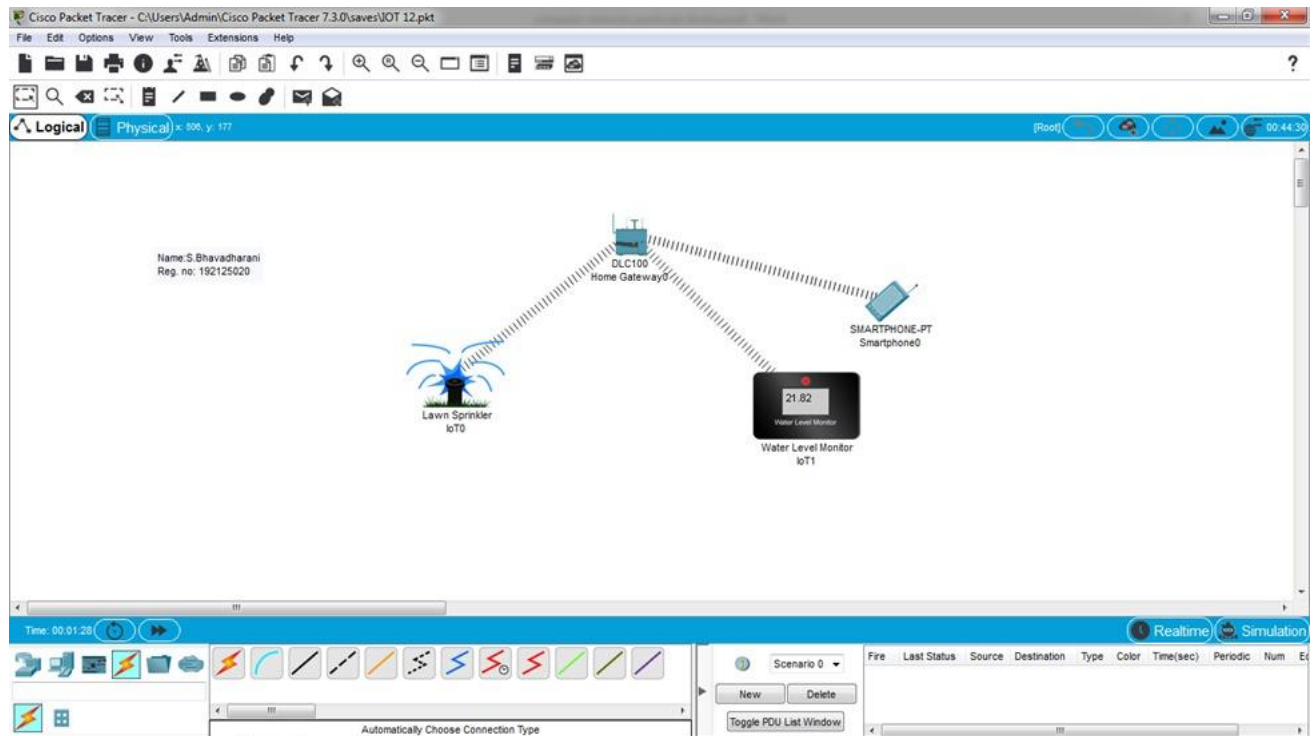 Cisco Packet Tracer - C:\Users\Admin\Cisco Packet Tracer 7.3.0\saves\IOT 12.pkt
File Edit Options View Tools Extensions Help
?
Logical Physical x: 506, y: 177 [Root] 00:44:30
Name:S.Bhavadharani
Reg. no: 192125020
DLC100
Home Gateway0
SMARTPHONE-PT
Smartphone0
21.82
Water Level Monitor
Lawn Sprinkler
IoT0
Water Level Monitor
IoT1
Time: 00:01:28 Realtime Simulation
Scenario 0 Fire Last Status Source Destination Type Color Time(sec) Periodic Num
New Delete
Toggle PDU List Window
Automatically Choose Connection Type